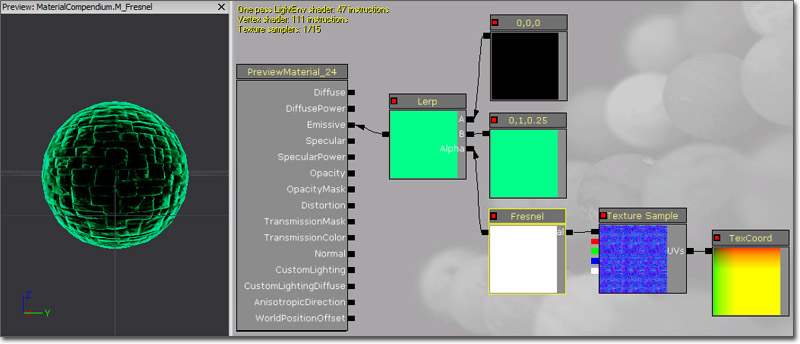 Preview: MaterialCompendium.M_Fresnel
One pass LightEnv shader: 47 instructions
Vertex shader: 111 instructions
Texture samplers: 1/15
PreviewMaterial_24
Diffuse
DiffusePower
Emissive
Specular
SpecularPower
Opacity
OpacityMask
Distortion
TransmissionMask
TransmissionColor
Normal
CustomLighting
CustomLightingDiffuse
AnisotropicDirection
WorldPositionOffset
Lerp
A
B
Alpha
0,0,0
0,1,0.25
Fresnel
Texture Sample
UVs
TexCoord
Z
Y